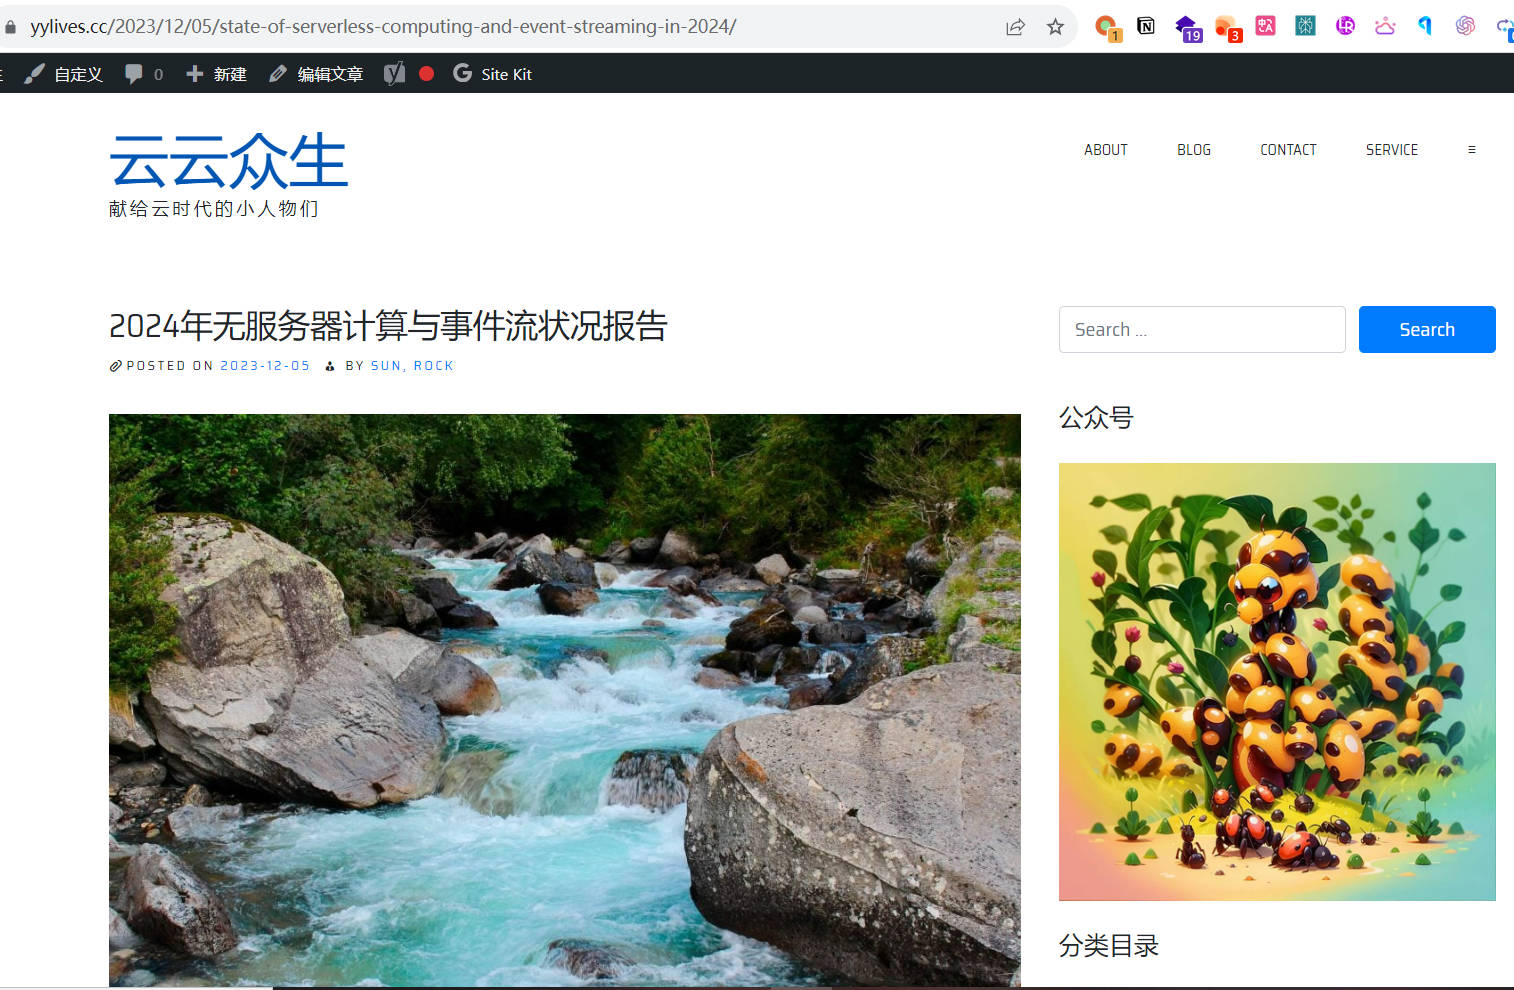 yylives.cc/2023/12/05/state-of-serverless-computing-and-event-streaming-in-2024/
1
19
3
自定义
0
新建
编辑文章
Site Kit
云云众生
献给云时代的小人物们
ABOUT
BLOG
CONTACT
SERVICE
2024年无服务器计算与事件流状况报告
POSTED ON 2023-12-05 BY SUN, ROCK
Search ...
Search
公众号
分类目录